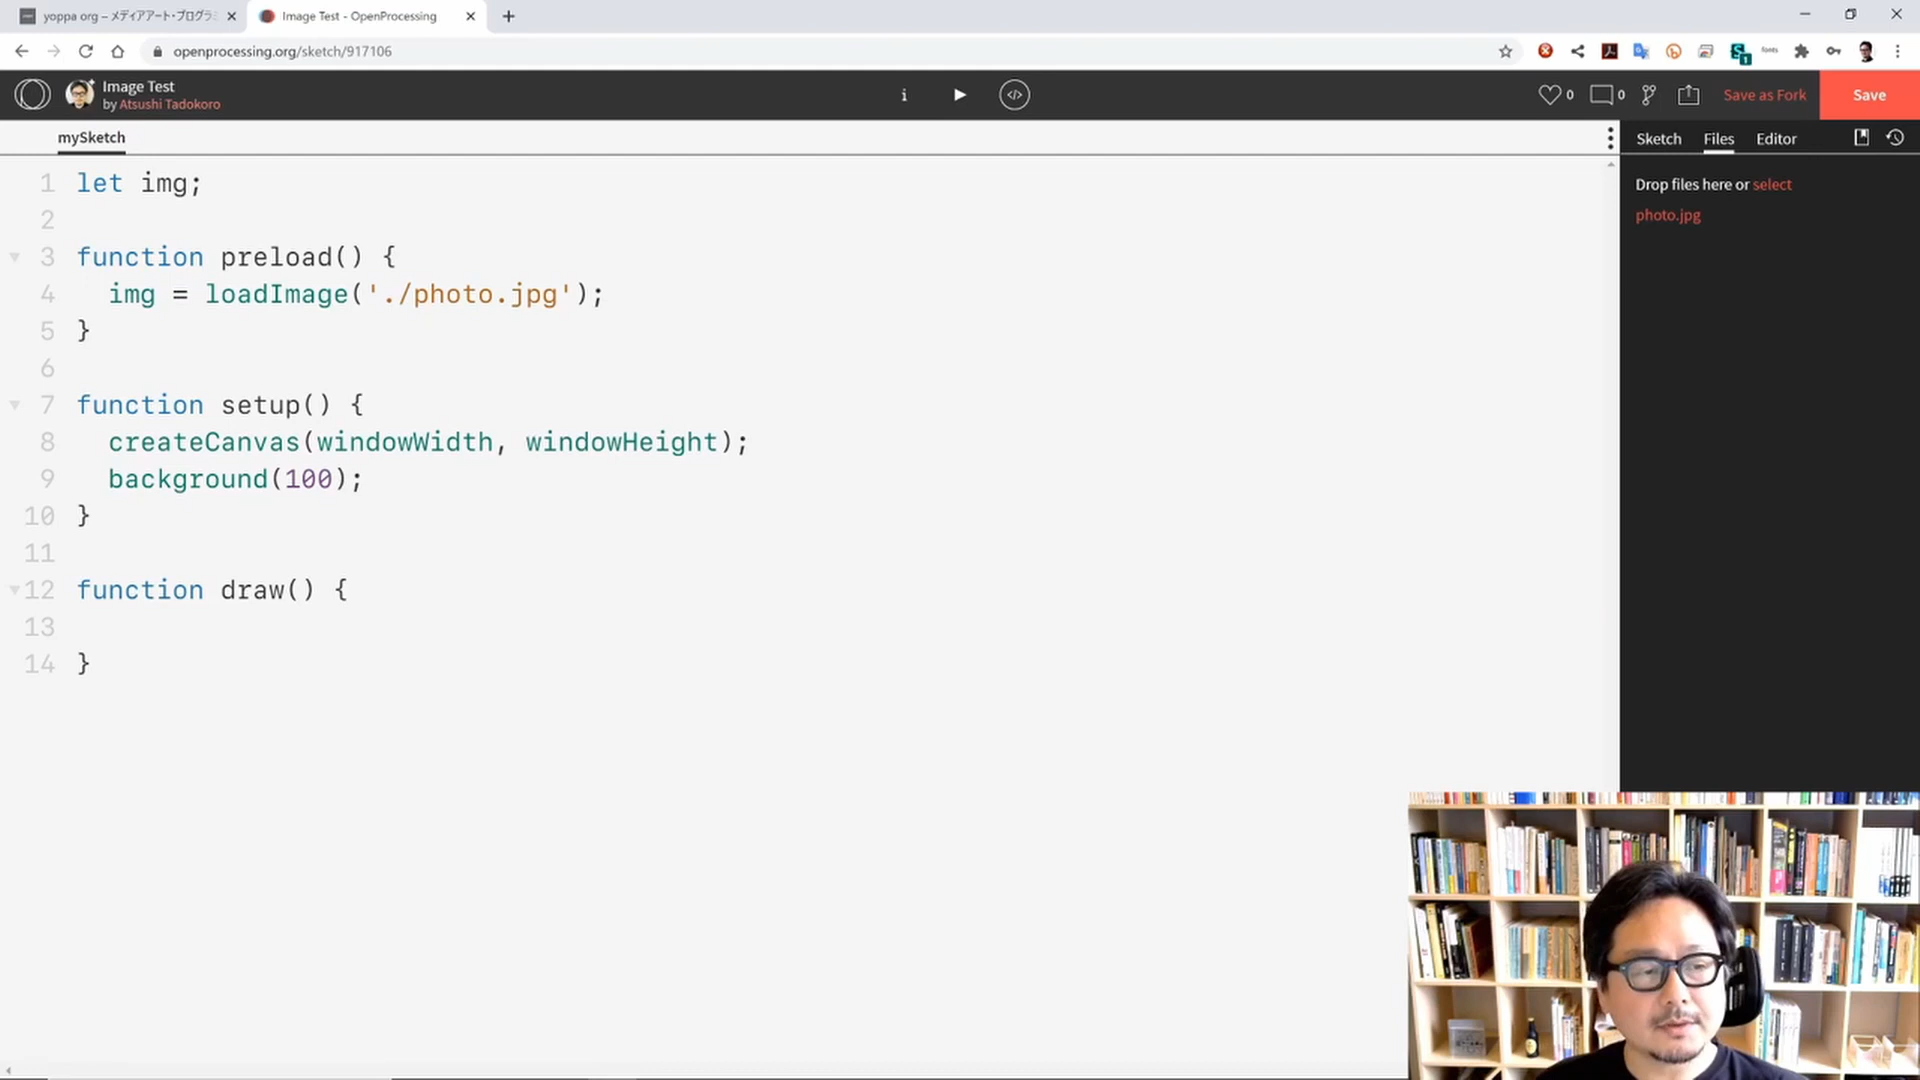 yoppa org – メディアアート・プログラミ
Image Test - OpenProcessing
openprocessing.org/sketch/917106
fonts
1
Image Test
by Atsushi Tadokoro
i
</>
0
0
Save as Fork
Save
mySketch
Sketch
Files
Editor
Drop files here or select
photo.jpg
1 let img;
2
3 function preload() {
4 img = loadImage('./photo.jpg');
5 }
6
7 function setup() {
8 createCanvas(windowWidth, windowHeight);
9 background(100);
10 }
11
12 function draw() {
13
14 }